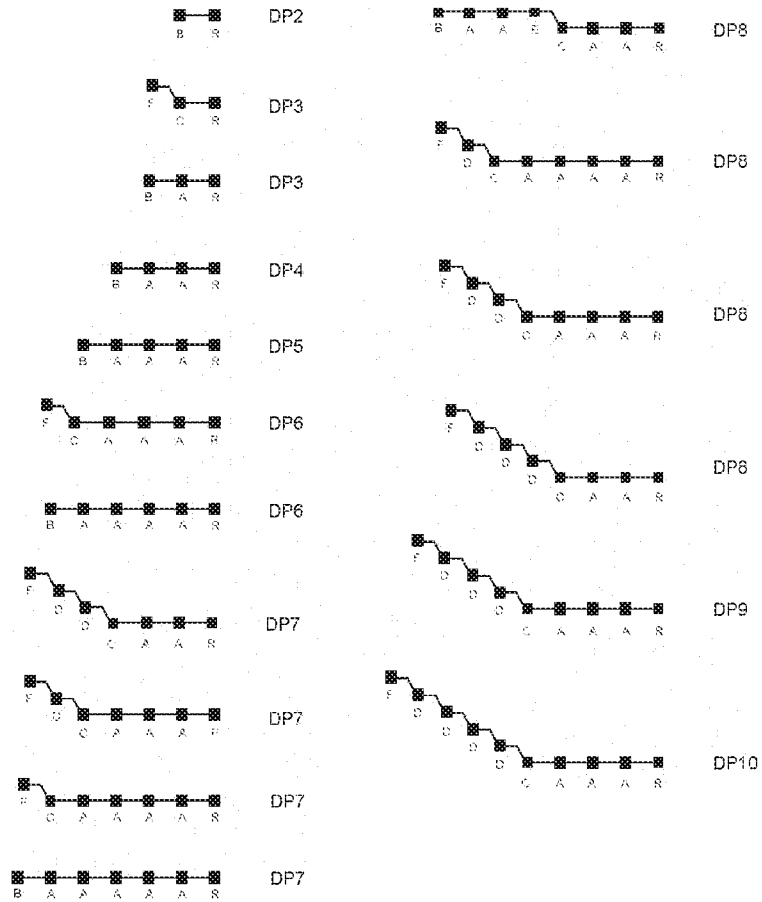 B R DP2
F C R DP3
B A R DP3
B A A R DP4
B A A A R DP5
F C A A A R DP6
B A A A A R DP6
F D D C A A R DP7
F D C A A A R DP7
F C A A A A R DP7
B A A A A A R DP7
B A A E C A A R DP8
F D C A A A A R DP8
F D D C A A A R DP8
F D D D C A A R DP8
F D D D C A A A R DP9
F D D D D C A A A R DP10